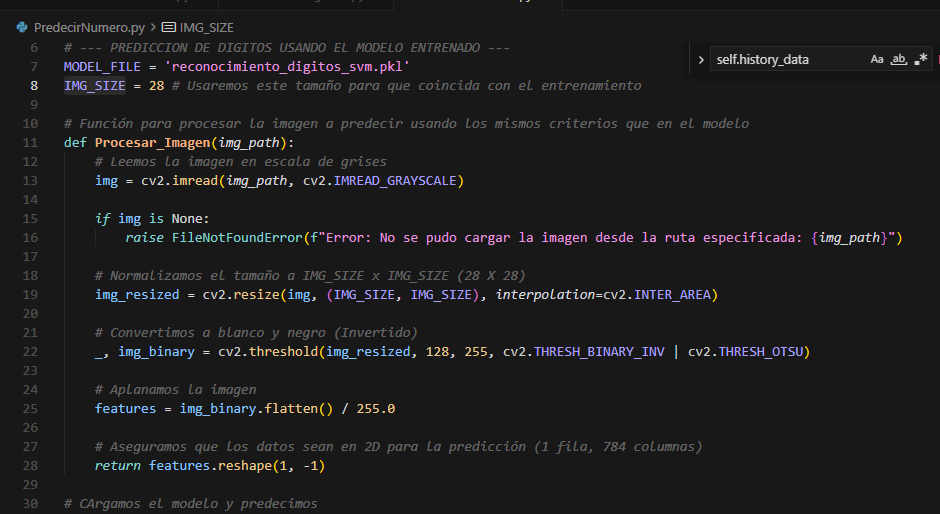 PredecirNumero.py > IMG_SIZE
self.history_data Aa ab .*
6 # --- PREDICCION DE DIGITOS USANDO EL MODELO ENTRENADO ---
7 MODEL_FILE = 'reconocimiento_digitos_svm.pkl'
8 IMG_SIZE = 28 # Usaremos este tamaño para que coincida con el entrenamiento
9
10 # Función para procesar la imagen a predecir usando los mismos criterios que en el modelo
11 def Procesar_Imagen(img_path):
12     # Leemos la imagen en escala de grises
13     img = cv2.imread(img_path, cv2.IMREAD_GRAYSCALE)
14
15     if img is None:
16         raise FileNotFoundError(f"Error: No se pudo cargar la imagen desde la ruta especificada: {img_path}")
17
18     # Normalizamos el tamaño a IMG_SIZE x IMG_SIZE (28 X 28)
19     img_resized = cv2.resize(img, (IMG_SIZE, IMG_SIZE), interpolation=cv2.INTER_AREA)
20
21     # Convertimos a blanco y negro (Invertido)
22     _, img_binary = cv2.threshold(img_resized, 128, 255, cv2.THRESH_BINARY_INV | cv2.THRESH_OTSU)
23
24     # Aplanamos la imagen
25     features = img_binary.flatten() / 255.0
26
27     # Aseguramos que los datos sean en 2D para la predicción (1 fila, 784 columnas)
28     return features.reshape(1, -1)
29
30 # CArgamos el modelo y predecimos